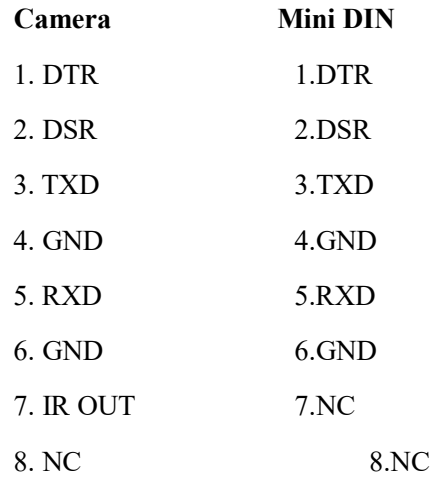 Camera Mini DIN
1. DTR 1.DTR
2. DSR 2.DSR
3. TXD 3.TXD
4. GND 4.GND
5. RXD 5.RXD
6. GND 6.GND
7. IR OUT 7.NC
8. NC 8.NC